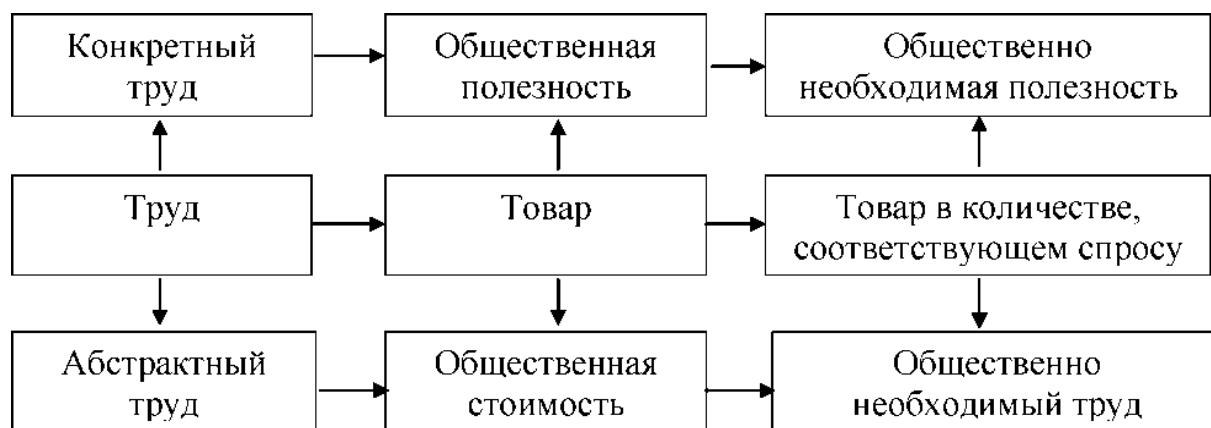 Конкретный
труд
Общественная
полезность
Общественно
необходимая полезность
Труд
Товар
Товар в количестве,
соответствующем спросу
Абстрактный
труд
Общественная
стоимость
Общественно
необходимый труд